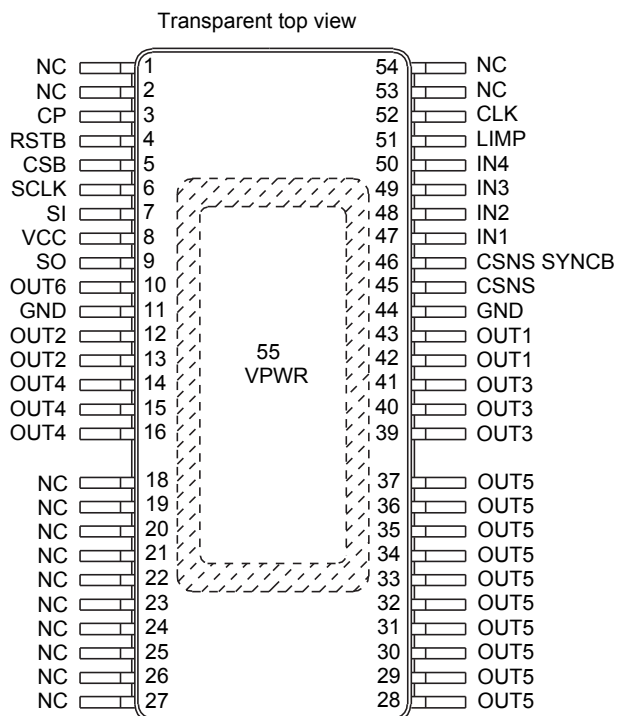 Transparent top view
NC 1 54 NC
NC 2 53 NC
CP 3 52 CLK
RSTB 4 51 LIMP
CSB 5 50 IN4
SCLK 6 49 IN3
SI 7 48 IN2
VCC 8 47 IN1
SO 9 46 CSNS SYNCB
OUT6 10 45 CSNS
GND 11 44 GND
OUT2 12 43 OUT1
OUT2 13 42 OUT1
OUT4 14 41 OUT3
OUT4 15 40 OUT3
OUT4 16 39 OUT3
55
VPWR
NC 18 37 OUT5
NC 19 36 OUT5
NC 20 35 OUT5
NC 21 34 OUT5
NC 22 33 OUT5
NC 23 32 OUT5
NC 24 31 OUT5
NC 25 30 OUT5
NC 26 29 OUT5
NC 27 28 OUT5